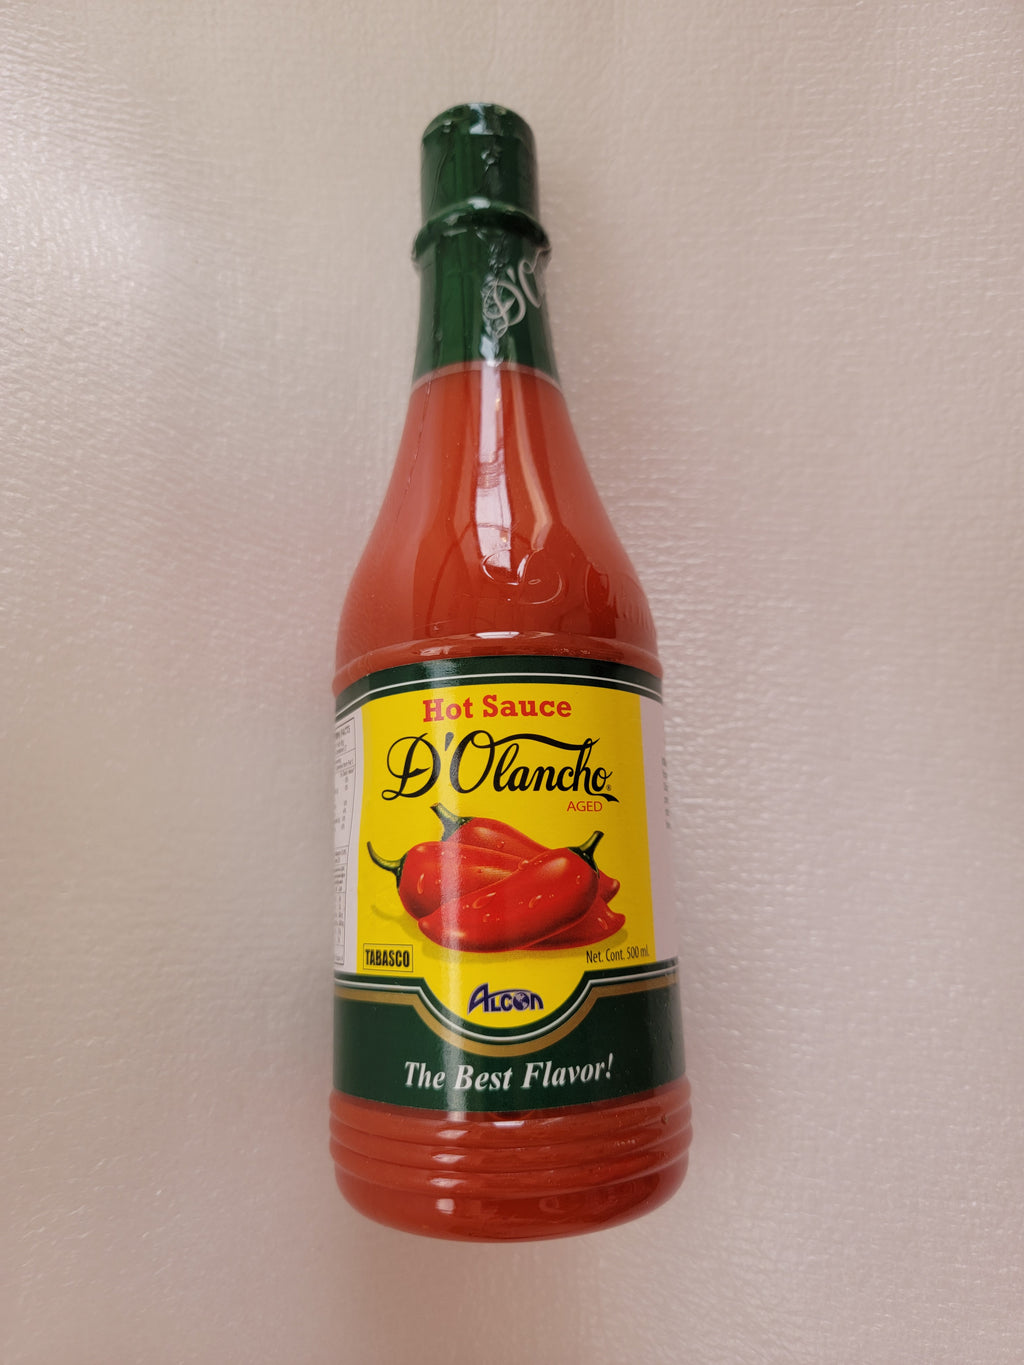 D'O
Hot Sauce
D'Olancho®
AGED
TABASCO
Net. Cont. 500 ml.
ALCON
The Best Flavor!